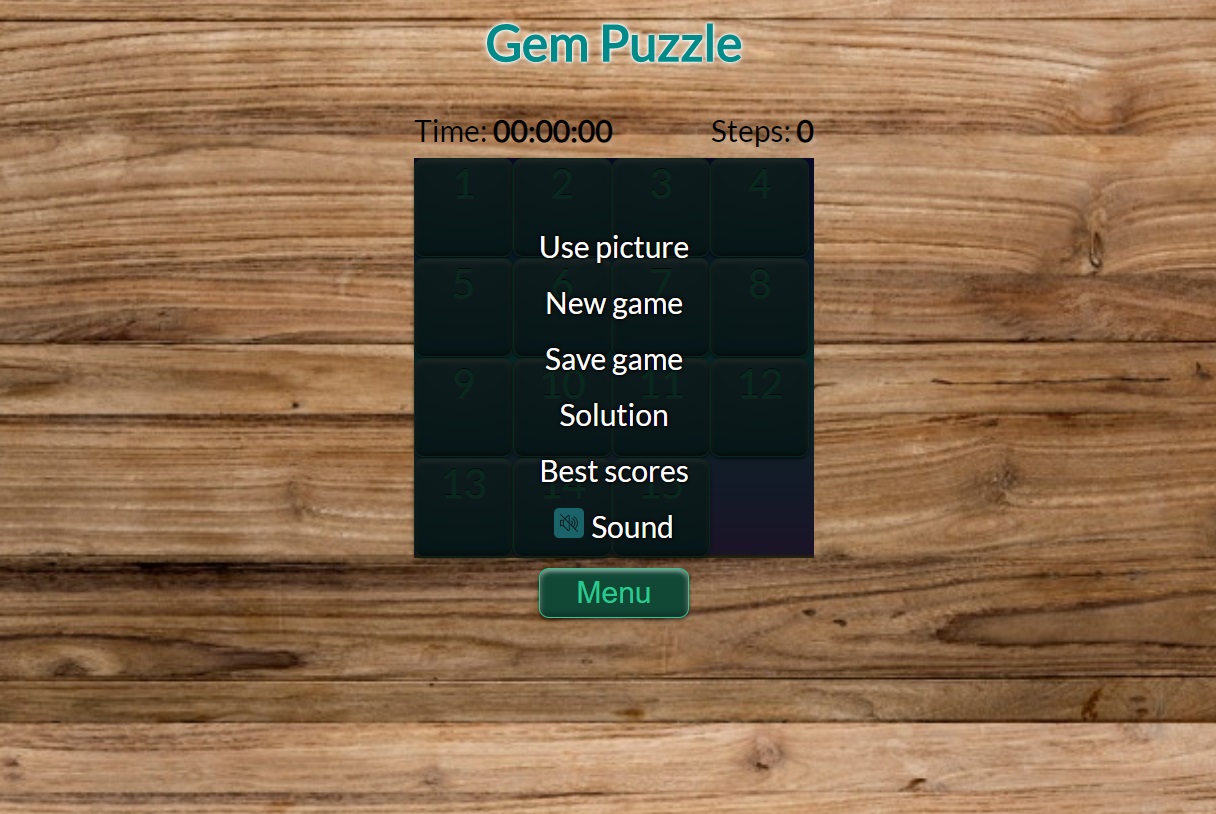 Gem Puzzle
Time: 00:00:00 Steps: 0
1 2 3 4
Use picture
5 6 7 8
New game
Save game
9 10 11 12
Solution
Best scores
13 14 15
Sound
Menu